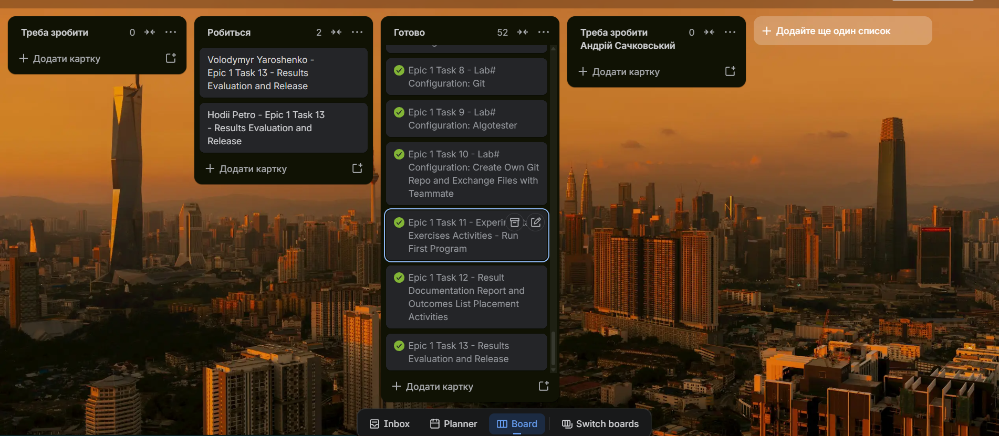 Треба зробити 0
Додати картку
Робиться 2
Volodymyr Yaroshenko -
Epic 1 Task 13 - Results
Evaluation and Release
Hodii Petro - Epic 1 Task 13
- Results Evaluation and
Release
Додати картку
Готово 52
Epic 1 Task 8 - Lab#
Configuration: Git
Epic 1 Task 9 - Lab#
Configuration: Algotester
Epic 1 Task 10 - Lab#
Configuration: Create Own Git
Repo and Exchange Files with
Teammate
Epic 1 Task 11 -
Exercises Activities - Run
First Program
Epic 1 Task 12 - Result
Documentation Report and
Outcomes List Placement
Activities
Epic 1 Task 13 - Results
Evaluation and Release
Додати картку
Треба зробити 0
Андрій Сачковський
Додати картку
Додайте ще один список
Inbox
Planner
Board
Switch boards